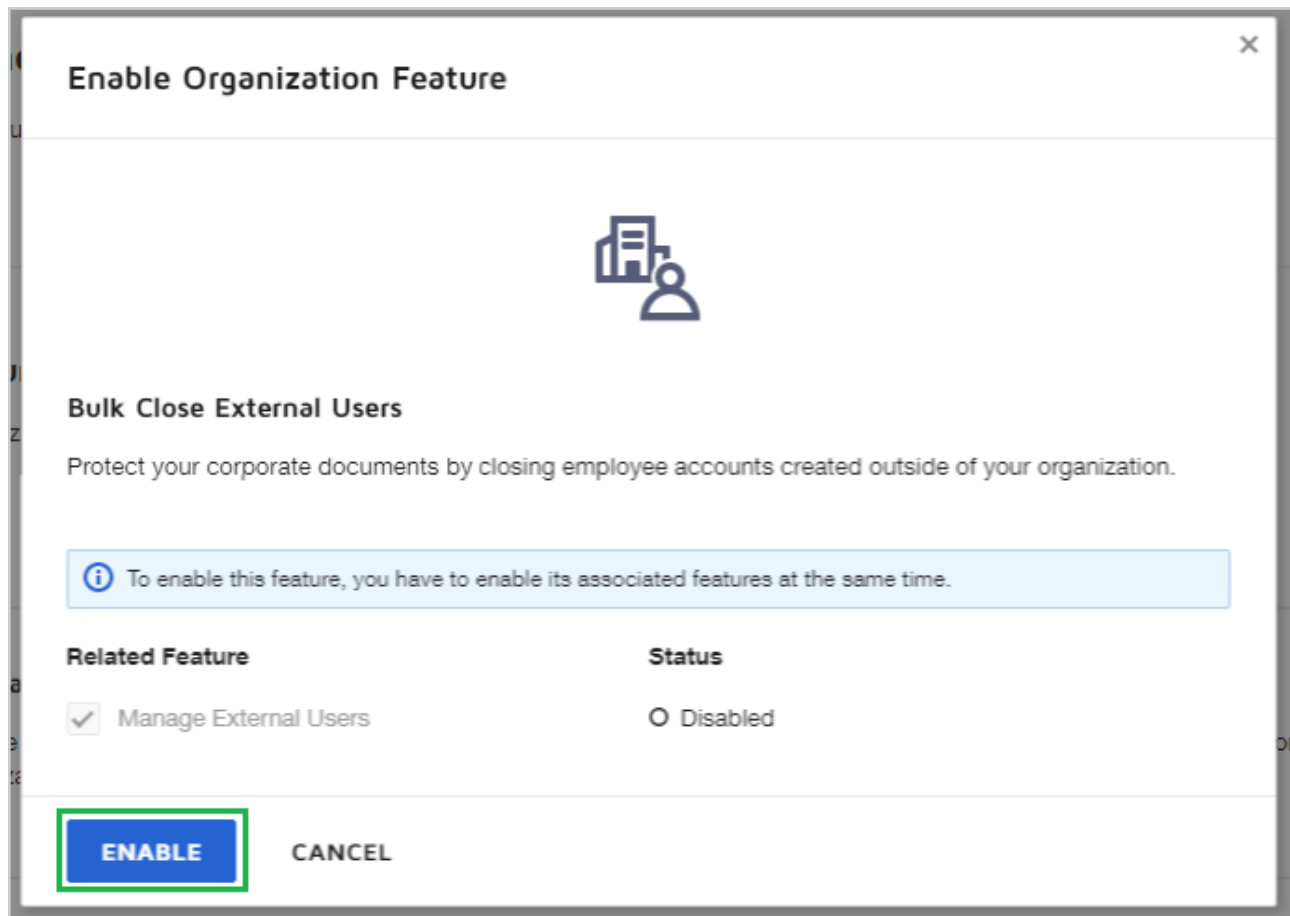 Enable Organization Feature
Bulk Close External Users
Protect your corporate documents by closing employee accounts created outside of your organization.
To enable this feature, you have to enable its associated features at the same time.
Related Feature Status
Manage External Users Disabled
ENABLE CANCEL